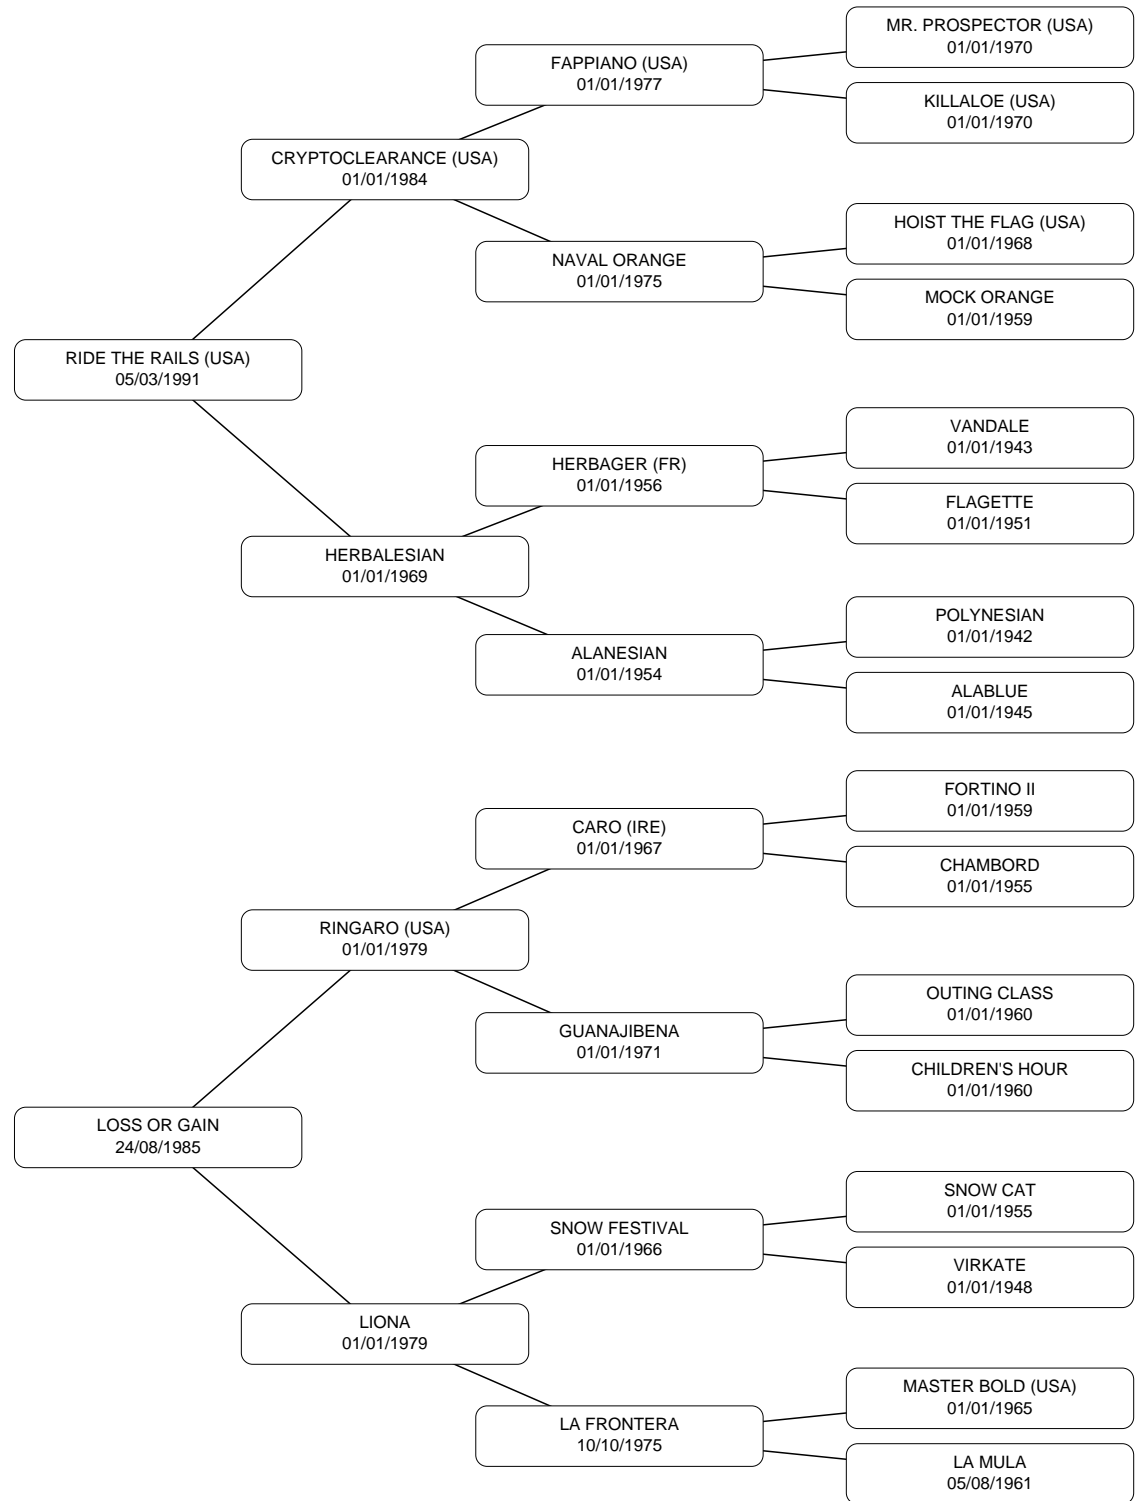 MR. PROSPECTOR (USA)
01/01/1970
FAPPIANO (USA)
01/01/1977
KILLALOE (USA)
01/01/1970
CRYPTOCLEARANCE (USA)
01/01/1984
HOIST THE FLAG (USA)
01/01/1968
NAVAL ORANGE
01/01/1975
MOCK ORANGE
01/01/1959
RIDE THE RAILS (USA)
05/03/1991
VANDALE
01/01/1943
HERBAGER (FR)
01/01/1956
FLAGETTE
01/01/1951
HERBALESIAN
01/01/1969
POLYNESIAN
01/01/1942
ALANESIAN
01/01/1954
ALABLUE
01/01/1945
FORTINO II
01/01/1959
CARO (IRE)
01/01/1967
CHAMBORD
01/01/1955
RINGARO (USA)
01/01/1979
OUTING CLASS
01/01/1960
GUANAJIBENA
01/01/1971
CHILDREN'S HOUR
01/01/1960
LOSS OR GAIN
24/08/1985
SNOW CAT
01/01/1955
SNOW FESTIVAL
01/01/1966
VIRKATE
01/01/1948
LIONA
01/01/1979
MASTER BOLD (USA)
01/01/1965
LA FRONTERA
10/10/1975
LA MULA
05/08/1961